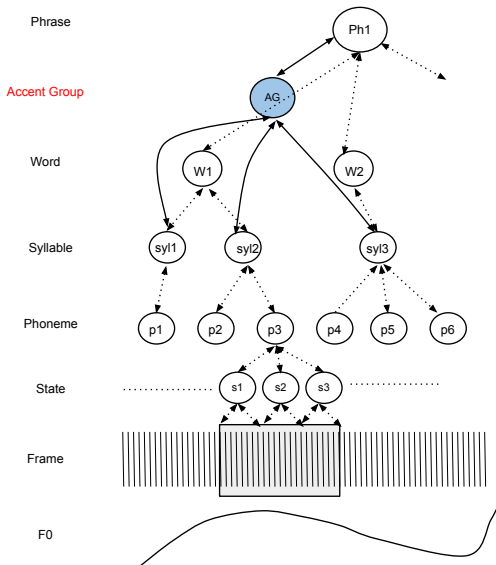 Phrase
Ph1
Accent Group
AG
Word
W1
W2
Syllable
syl1
syl2
syl3
Phoneme
p1
p2
p3
p4
p5
p6
State
s1
s2
s3
Frame
F0